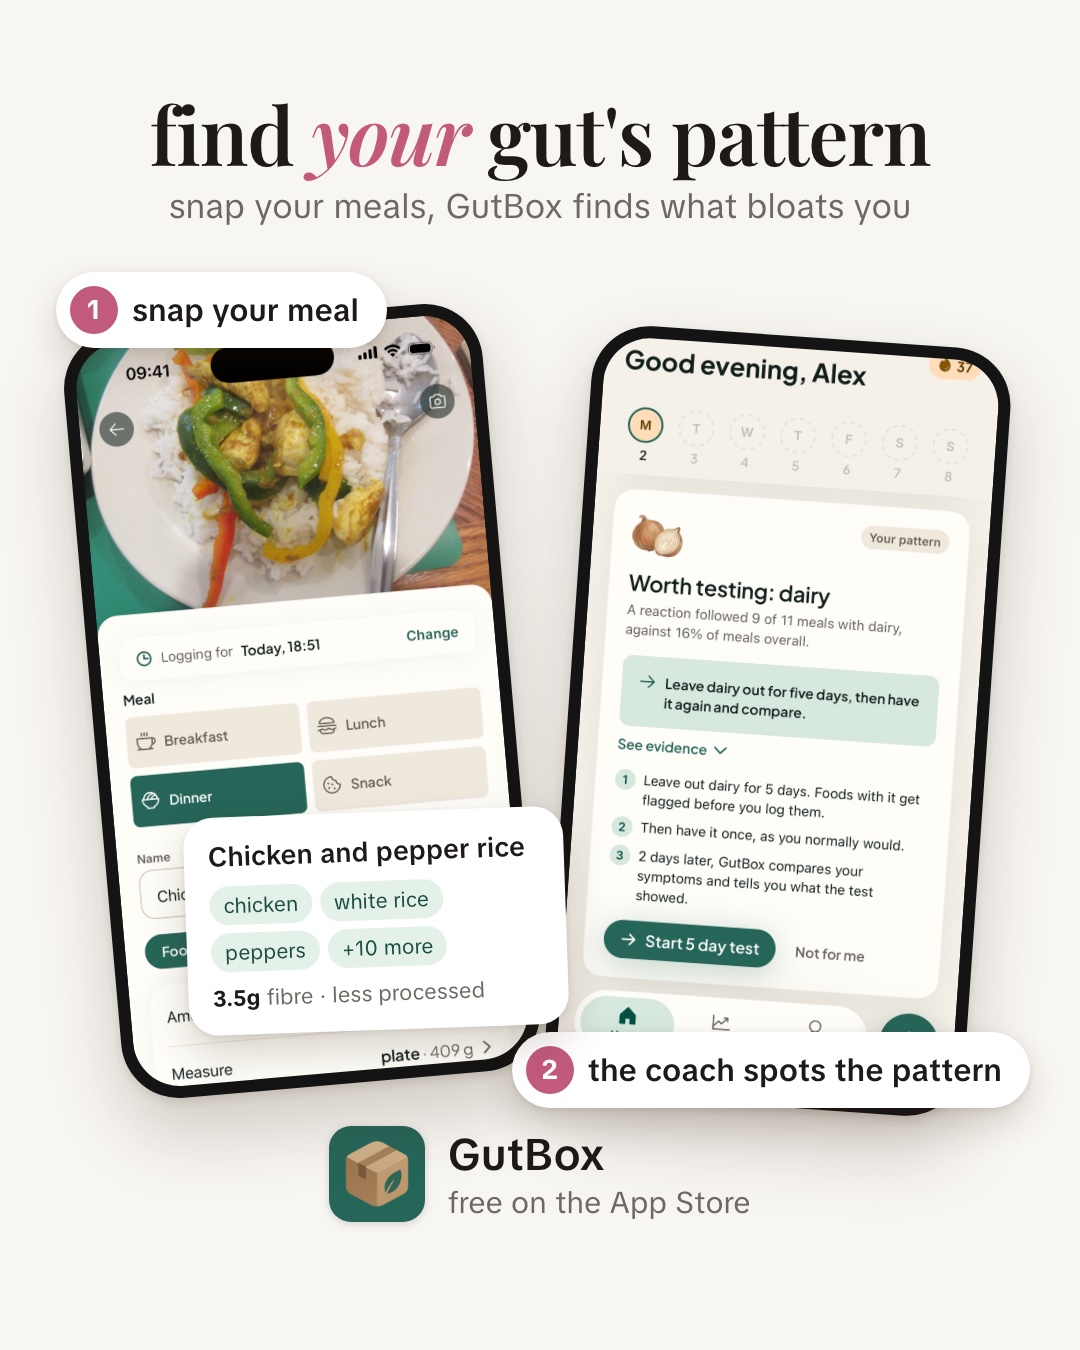 find your gut's pattern
snap your meals, GutBox finds what bloats you
1 snap your meal
09:41
Logging for Today, 18:51
Change
Meal
Breakfast
Lunch
Dinner
Snack
Name
Chicken and pepper rice
chicken
white rice
peppers
+10 more
3.5g fibre · less processed
Measure
plate · 409 g
Good evening, Alex
37
M T W T F S S
2 3 4 5 6 7 8
Your pattern
Worth testing: dairy
A reaction followed 9 of 11 meals with dairy,
against 16% of meals overall.
Leave dairy out for five days, then have
it again and compare.
See evidence
1 Leave out dairy for 5 days. Foods with it get
flagged before you log them.
2 Then have it once, as you normally would.
3 2 days later, GutBox compares your
symptoms and tells you what the test
showed.
Start 5 day test
Not for me
2 the coach spots the pattern
GutBox
free on the App Store